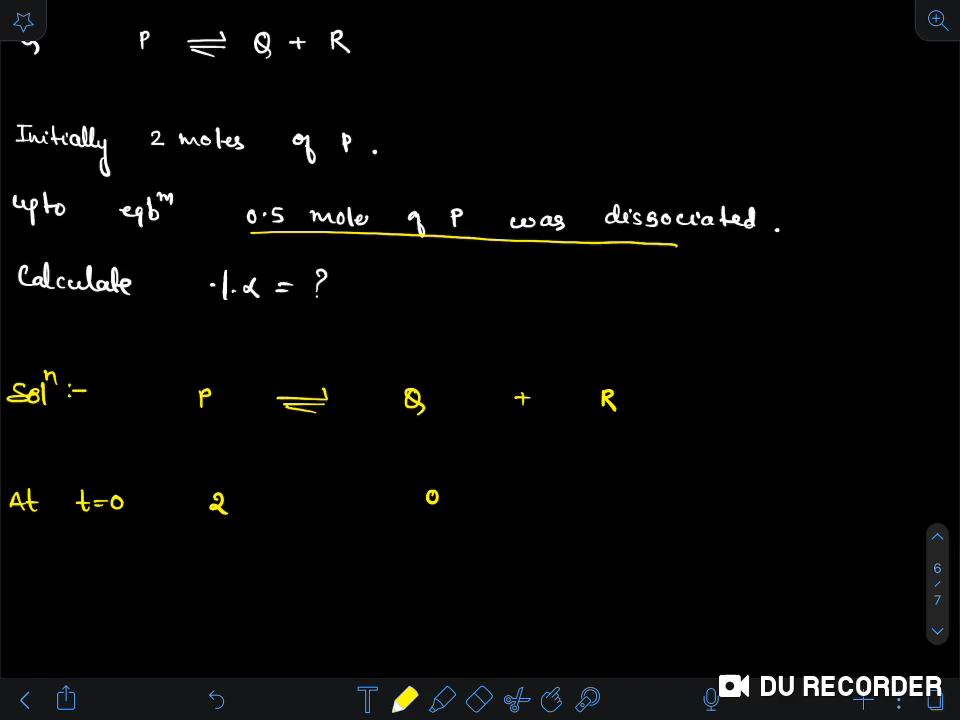 P ⇌ Q + R
Initially 2 moles of P.
upto eqbᵐ 0.5 mole of P was dissociated.
Calculate %α = ?
Solⁿ :- P ⇌ Q + R
At t=0 2 0
6
/
7
T
DU RECORDER